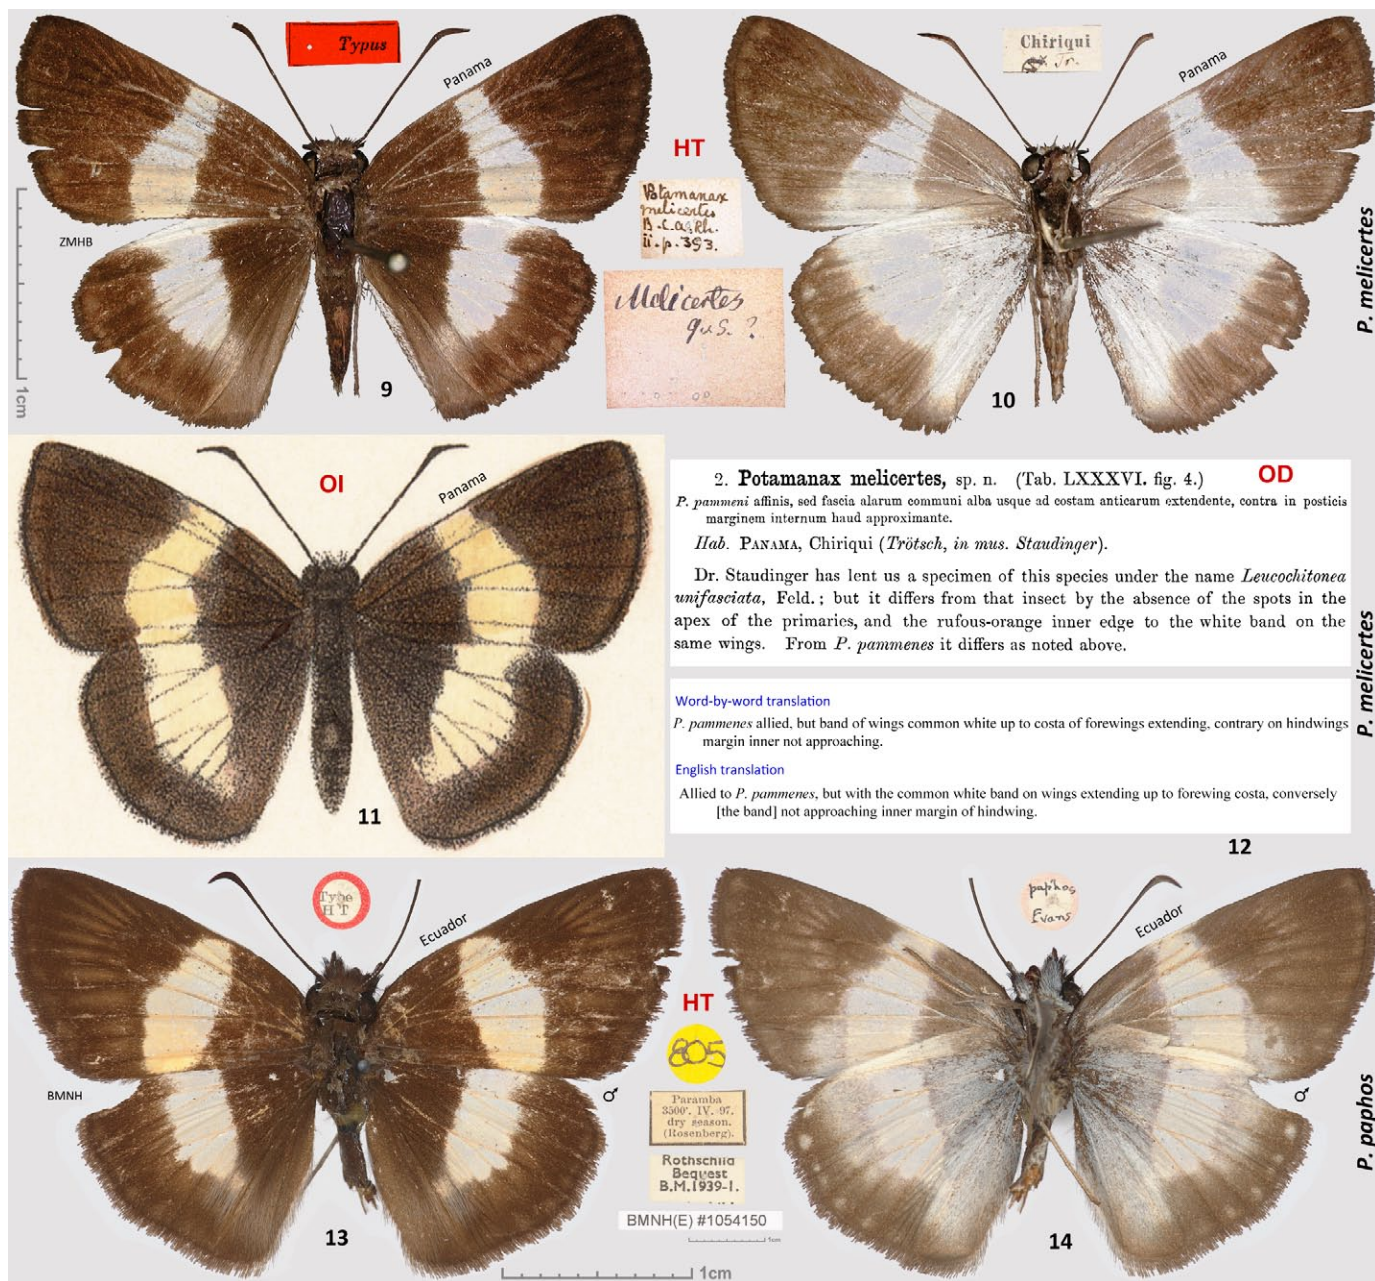 Typus
Panama
HT
Potamanax
melicertes
B.C.A. Rh.
ii. p. 393.
Melicertes
G u S. ?
ZMHB
1cm
9
Chiriqui
Tr.
Panama
P. melicertes
10
OI
Panama
11
2. Potamanax melicertes, sp. n. (Tab. LXXXVI. fig. 4.)
OD
P. pammeni affinis, sed fascia alarum communi alba usque ad costam anticarum extendente, contra in posticis
marginem internum haud approximante.
Hab. PANAMA, Chiriqui (Trötsch, in mus. Staudinger).
Dr. Staudinger has lent us a specimen of this species under the name Leucochitonea
unifasciata, Feld.; but it differs from that insect by the absence of the spots in the
apex of the primaries, and the rufous-orange inner edge to the white band on the
same wings. From P. pammenes it differs as noted above.
Word-by-word translation
P. pammenes allied, but band of wings common white up to costa of forewings extending, contrary on hindwings
margin inner not approaching.
English translation
Allied to P. pammenes, but with the common white band on wings extending up to forewing costa, conversely
[the band] not approaching inner margin of hindwing.
12
P. melicertes
Type
HT
Ecuador
BMNH
♂
13
HT
805
Paramba
3500'. IV. 97.
dry season.
(Rosenberg).
Rothschild
Bequest
B.M.1939-1.
BMNH(E) #1054150
1cm
1cm
paphos
Evans
Ecuador
♂
14
P. paphos